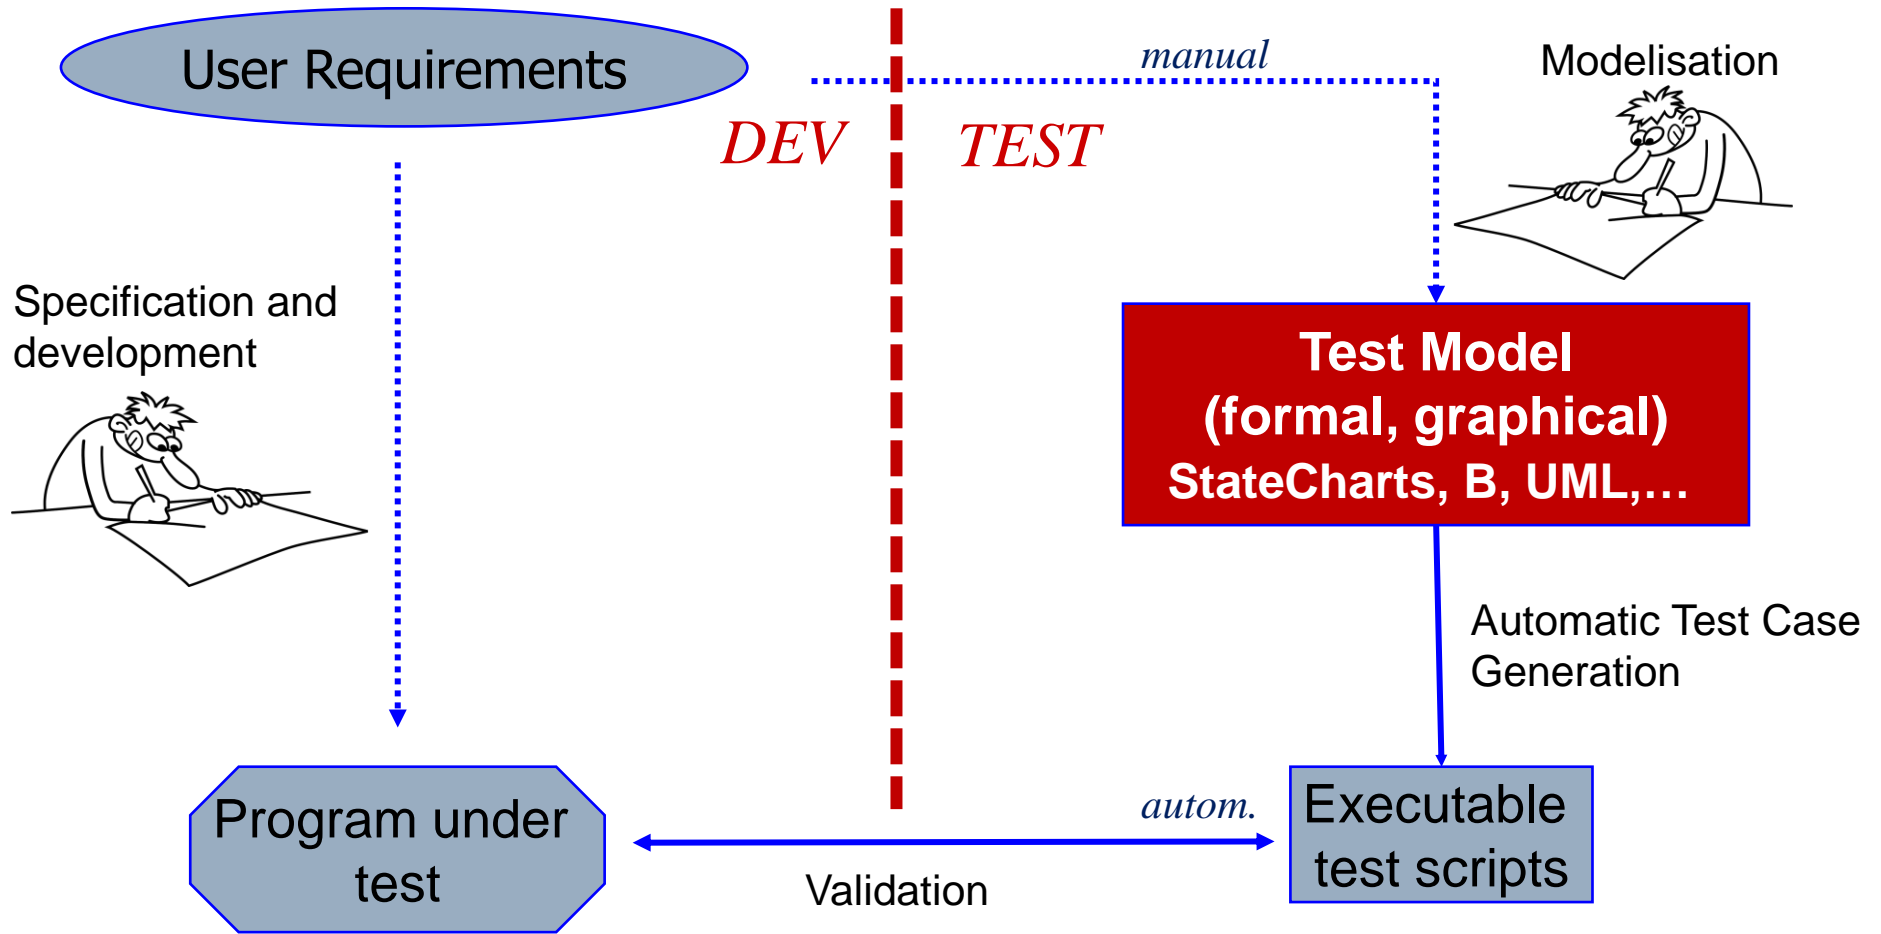 User Requirements
manual
Modelisation
DEV
TEST
Specification and
development
Test Model
(formal, graphical)
StateCharts, B, UML,...
Automatic Test Case
Generation
Program under
test
autom.
Executable
test scripts
Validation